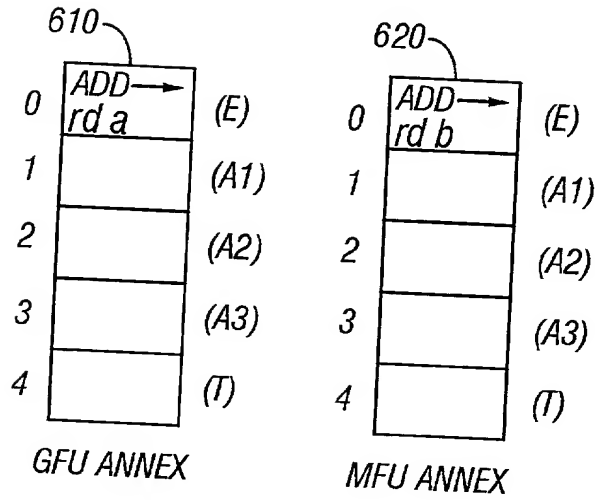 610
0 ADD rd a (E)
1 (A1)
2 (A2)
3 (A3)
4 (T)
GFU ANNEX
620
0 ADD rd b (E)
1 (A1)
2 (A2)
3 (A3)
4 (T)
MFU ANNEX